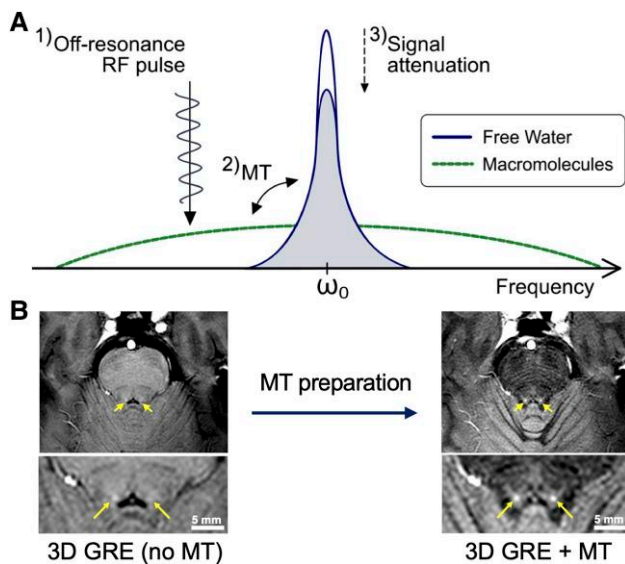 A
1)Off-resonance
RF pulse
3)Signal
attenuation
Free Water
Macromolecules
2)MT
ω0
Frequency
B
MT preparation
5 mm
5 mm
3D GRE (no MT)
3D GRE + MT